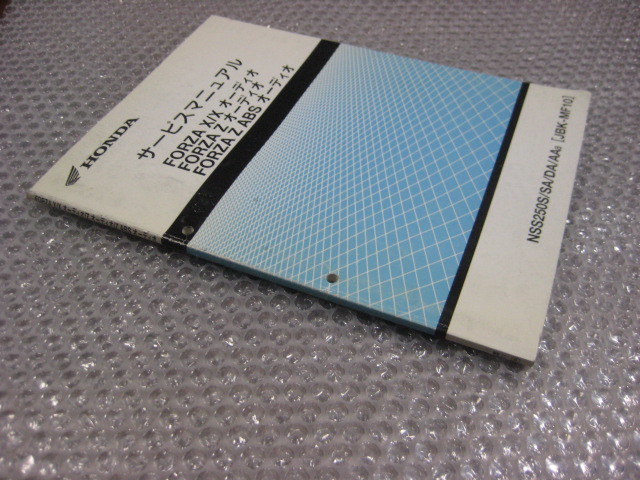 HONDA
サービスマニュアル
FORZA X/X オーディオ
FORZA Z オーディオ
FORZA Z ABS オーディオ
NSS250S/SA/DA/AA₈ [JBK-MF10]